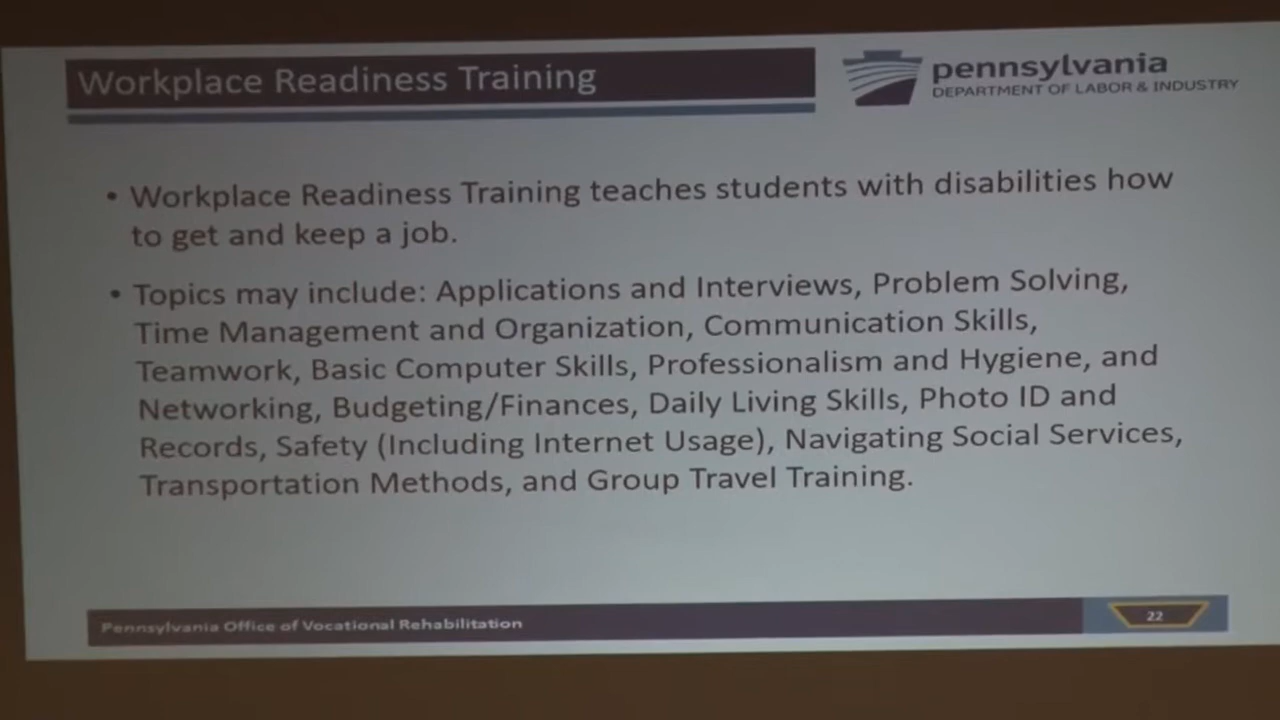 Workplace Readiness Training
pennsylvania
DEPARTMENT OF LABOR & INDUSTRY
• Workplace Readiness Training teaches students with disabilities how
to get and keep a job.
• Topics may include: Applications and Interviews, Problem Solving,
Time Management and Organization, Communication Skills,
Teamwork, Basic Computer Skills, Professionalism and Hygiene, and
Networking, Budgeting/Finances, Daily Living Skills, Photo ID and
Records, Safety (Including Internet Usage), Navigating Social Services,
Transportation Methods, and Group Travel Training.
Pennsylvania Office of Vocational Rehabilitation
22